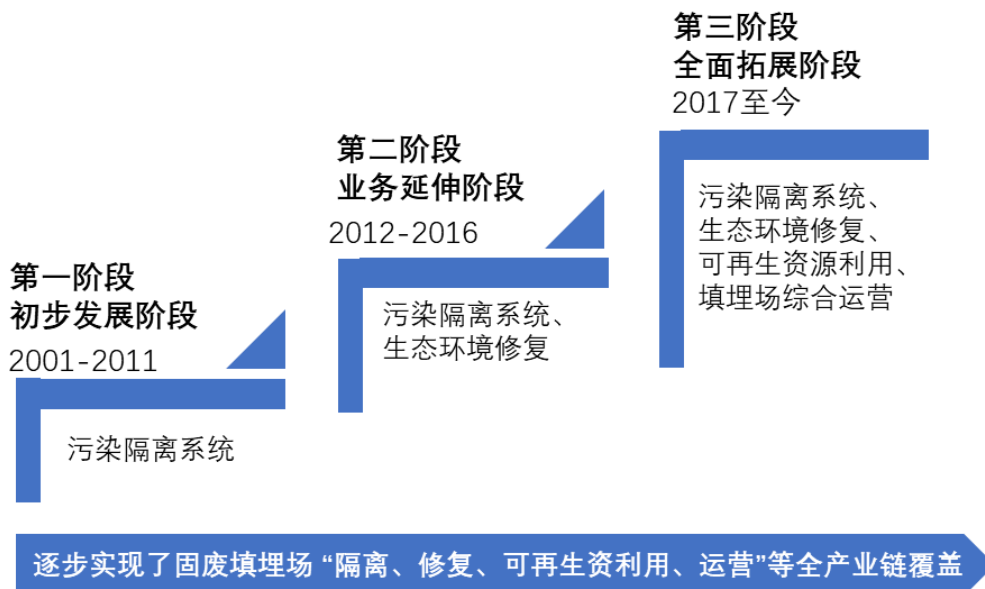 第一阶段
初步发展阶段
2001-2011
污染隔离系统
第二阶段
业务延伸阶段
2012-2016
污染隔离系统、
生态环境修复
第三阶段
全面拓展阶段
2017至今
污染隔离系统、
生态环境修复、
可再生资源利用、
填埋场综合运营
逐步实现了固废填埋场 “隔离、修复、可再生资利用、运营”等全产业链覆盖